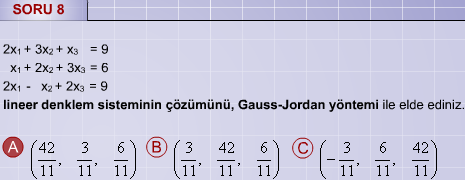 SORU 8
2x₁ + 3x₂ + x₃ = 9
x₁ + 2x₂ + 3x₃ = 6
2x₁ - x₂ + 2x₃ = 9
lineer denklem sisteminin çözümünü, Gauss-Jordan yöntemi ile elde ediniz.
A (42/11, 3/11, 6/11) B (3/11, 42/11, 6/11) C (-3/11, 6/11, 42/11)